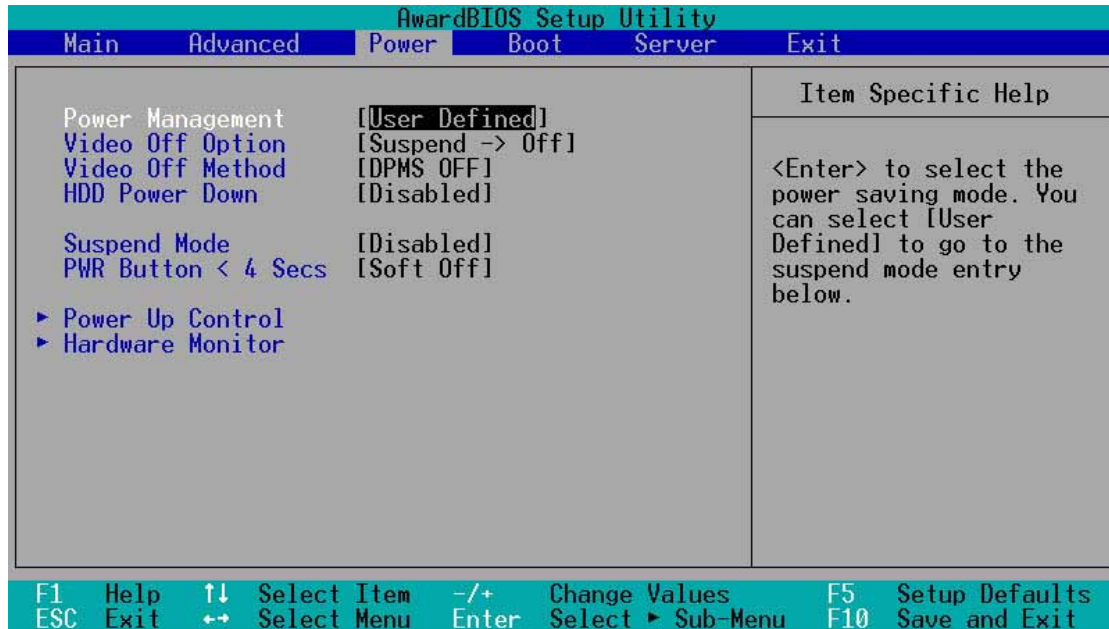 AwardBIOS Setup Utility
Main Advanced Power Boot Server Exit
Power Management [User Defined]
Video Off Option [Suspend -> Off]
Video Off Method [DPMS OFF]
HDD Power Down [Disabled]
Suspend Mode [Disabled]
PWR Button < 4 Secs [Soft Off]
► Power Up Control
► Hardware Monitor
Item Specific Help
<Enter> to select the
power saving mode. You
can select [User
Defined] to go to the
suspend mode entry
below.
F1 Help ↑↓ Select Item -/+ Change Values F5 Setup Defaults
ESC Exit ←→ Select Menu Enter Select ► Sub-Menu F10 Save and Exit